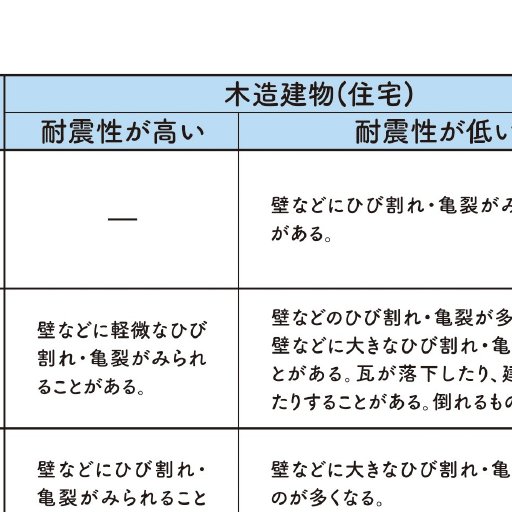 木造建物(住宅)
耐震性が高い
耐震性が低い
―
壁などにひび割れ・亀裂がみ
がある。
壁などに軽微なひび
割れ・亀裂がみられ
ることがある。
壁などのひび割れ・亀裂が多
壁などに大きなひび割れ・亀
とがある。瓦が落下したり、建
たりすることがある。倒れるもの
壁などにひび割れ・
亀裂がみられること
壁などに大きなひび割れ・亀
のが多くなる。